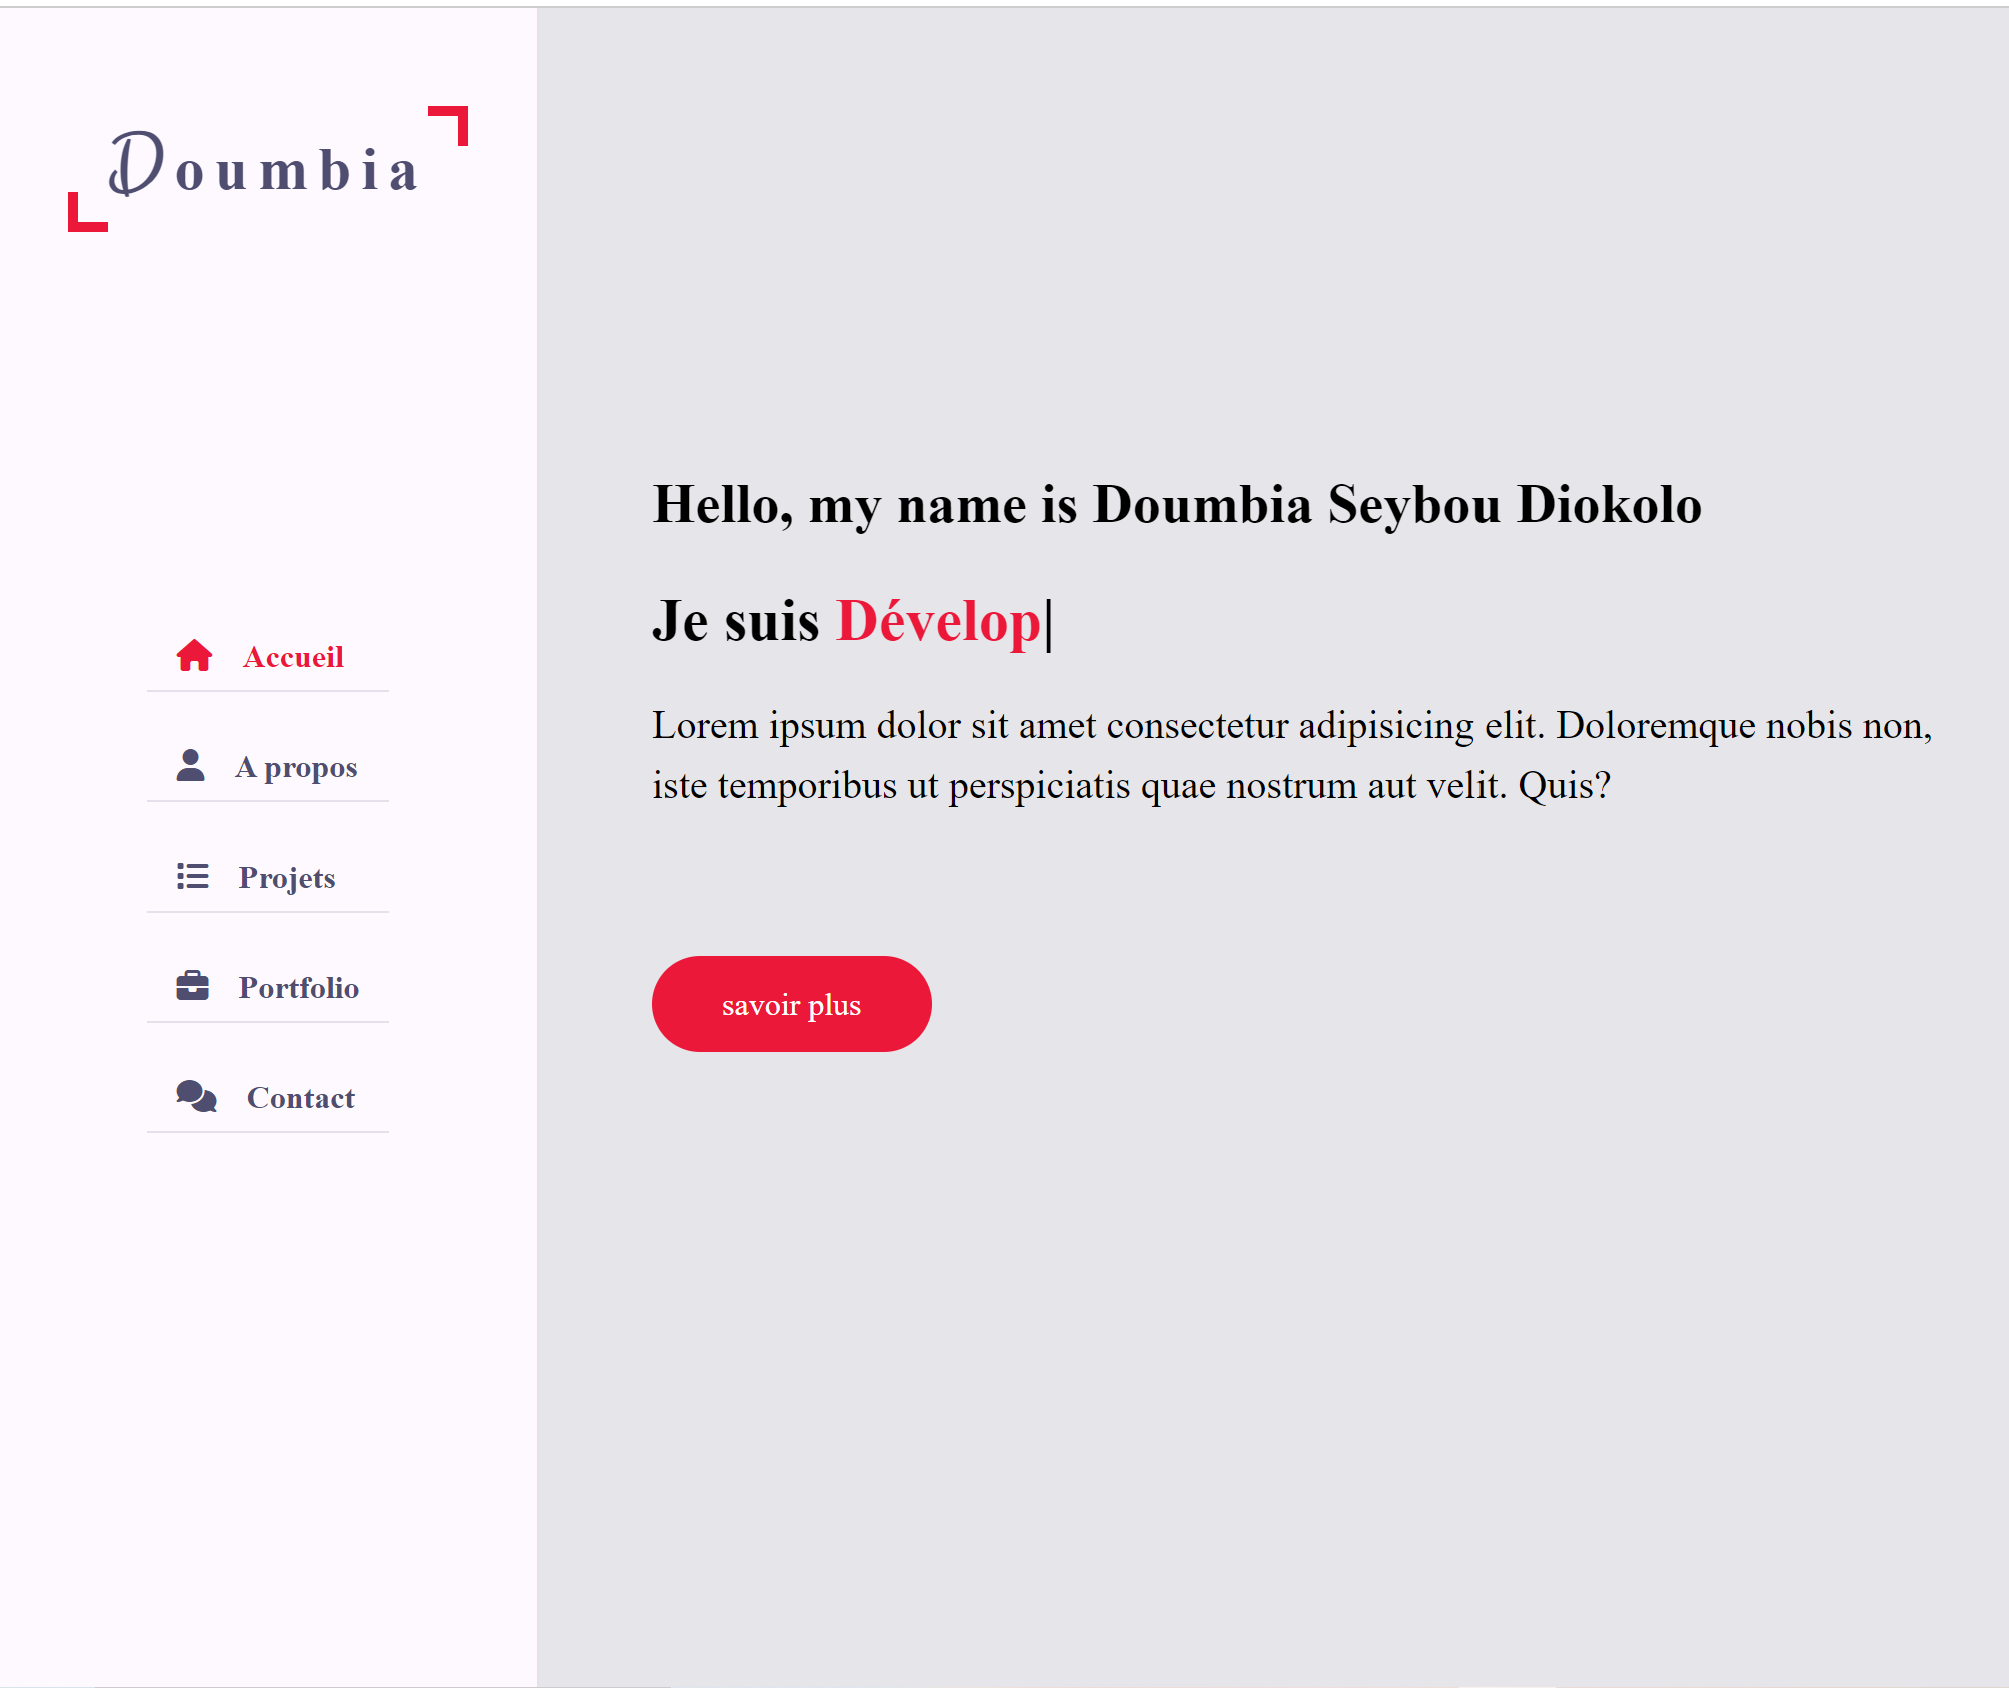 Doumbia
Accueil
A propos
Projets
Portfolio
Contact
Hello, my name is Doumbia Seybou Diokolo
Je suis Dévelop|
Lorem ipsum dolor sit amet consectetur adipisicing elit. Doloremque nobis non,
iste temporibus ut perspiciatis quae nostrum aut velit. Quis?
savoir plus